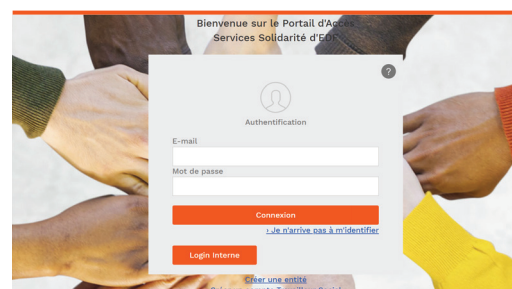 Bienvenue sur le Portail d'Accès
Services Solidarité d'EDF
?
Authentification
E-mail
Mot de passe
Connexion
› Je n'arrive pas à m'identifier
Login Interne
Créer une entité